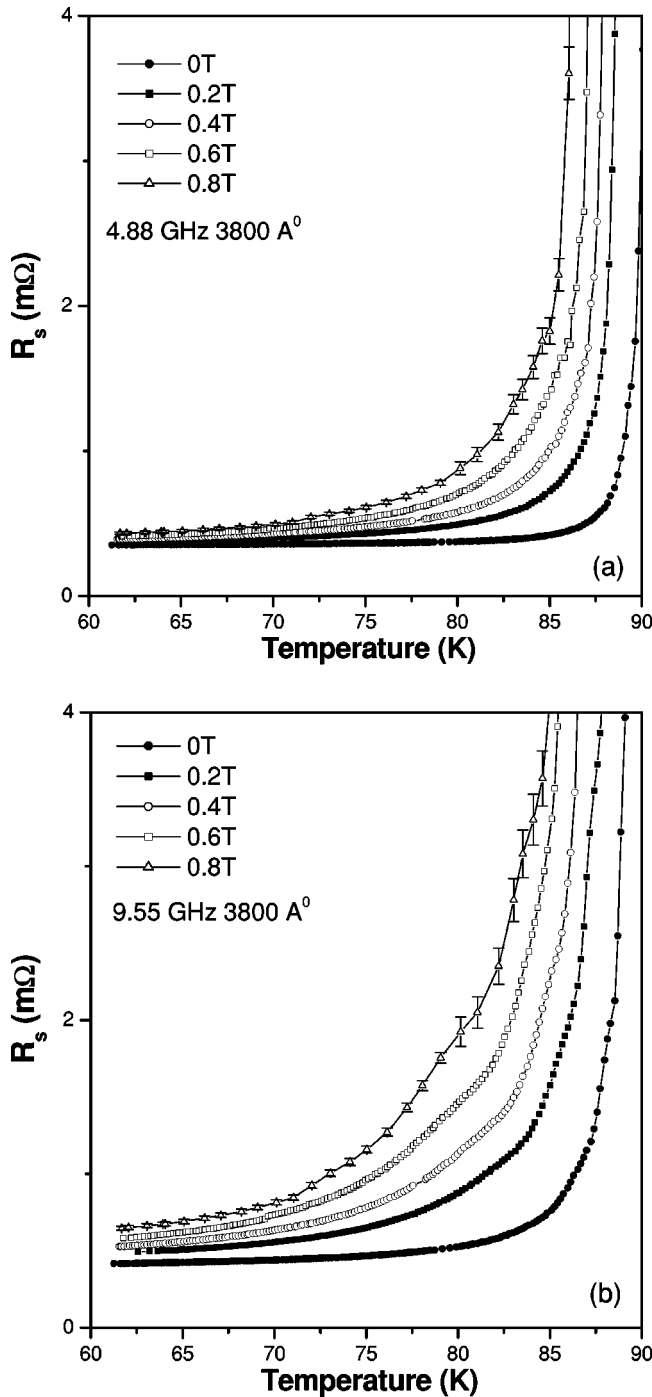 4
2
0
R_s (mΩ)
0T
0.2T
0.4T
0.6T
0.8T
4.88 GHz 3800 A⁰
(a)
60 65 70 75 80 85 90
Temperature (K)
4
2
0
R_s (mΩ)
0T
0.2T
0.4T
0.6T
0.8T
9.55 GHz 3800 A⁰
(b)
60 65 70 75 80 85 90
Temperature (K)